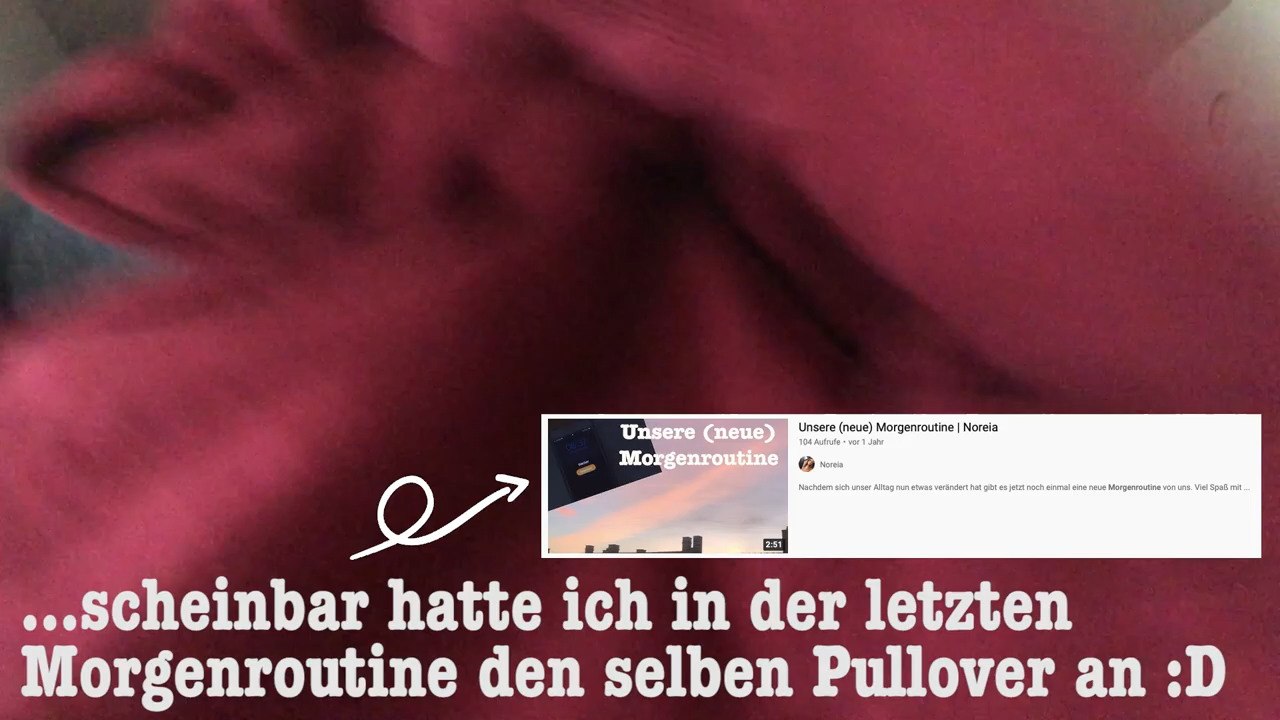 Unsere (neue)
Morgenroutine
2:51
Unsere (neue) Morgenroutine | Noreia
104 Aufrufe • vor 1 Jahr
Noreia
Nachdem sich unser Alltag nun etwas verändert hat gibt es jetzt noch einmal eine neue Morgenroutine von uns. Viel Spaß mit ...
...scheinbar hatte ich in der letzten
Morgenroutine den selben Pullover an :D